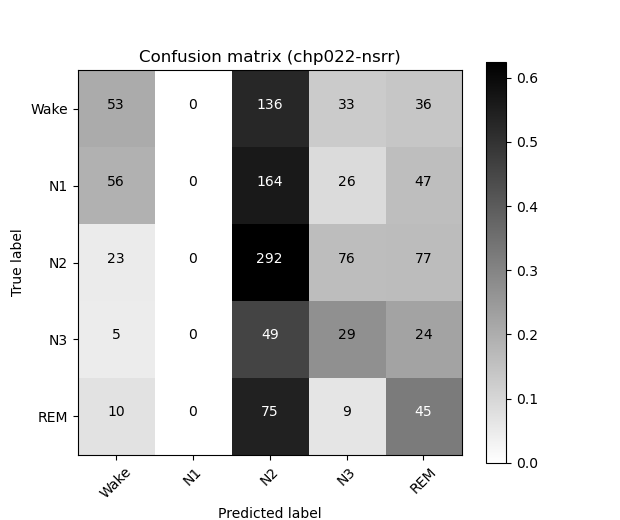 Confusion matrix (chp022-nsrr)
Wake 53 0 136 33 36
N1 56 0 164 26 47
N2 23 0 292 76 77
N3 5 0 49 29 24
REM 10 0 75 9 45
Wake N1 N2 N3 REM
True label
Predicted label
0.6
0.5
0.4
0.3
0.2
0.1
0.0